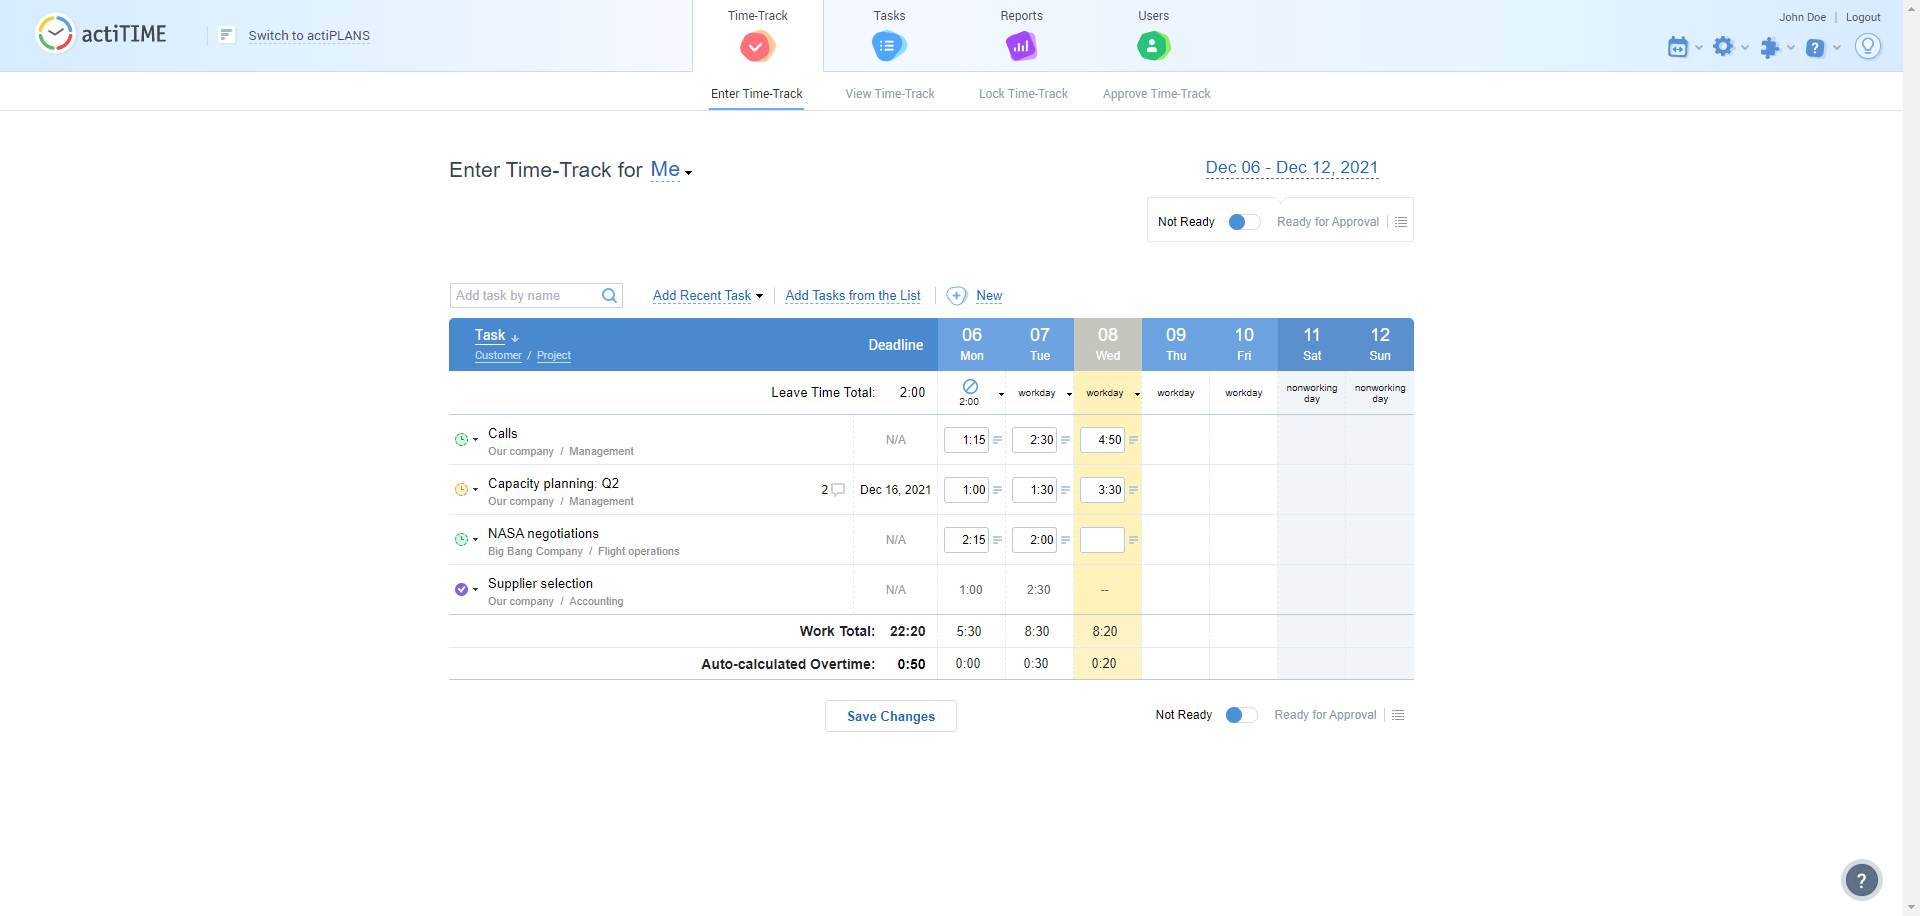 actiTIME
Switch to actiPLANS
Time-Track
Tasks
Reports
Users
John Doe | Logout
Enter Time-Track
View Time-Track
Lock Time-Track
Approve Time-Track
Enter Time-Track for Me
Dec 06 - Dec 12, 2021
Not Ready
Ready for Approval
Add task by name
Add Recent Task
Add Tasks from the List
New
Task
Customer / Project
Deadline
06 07 08 09 10 11 12
Mon Tue Wed Thu Fri Sat Sun
Leave Time Total: 2:00 2:00 workday workday workday workday nonworking day nonworking day
Calls
Our company / Management
N/A 1:15 2:30 4:50
Capacity planning: Q2
Our company / Management
2 Dec 16, 2021 1:00 1:30 3:30
NASA negotiations
Big Bang Company / Flight operations
N/A 2:15 2:00
Supplier selection
Our company / Accounting
N/A 1:00 2:30 --
Work Total: 22:20 5:30 8:30 8:20
Auto-calculated Overtime: 0:50 0:00 0:30 0:20
Save Changes
Not Ready
Ready for Approval
?